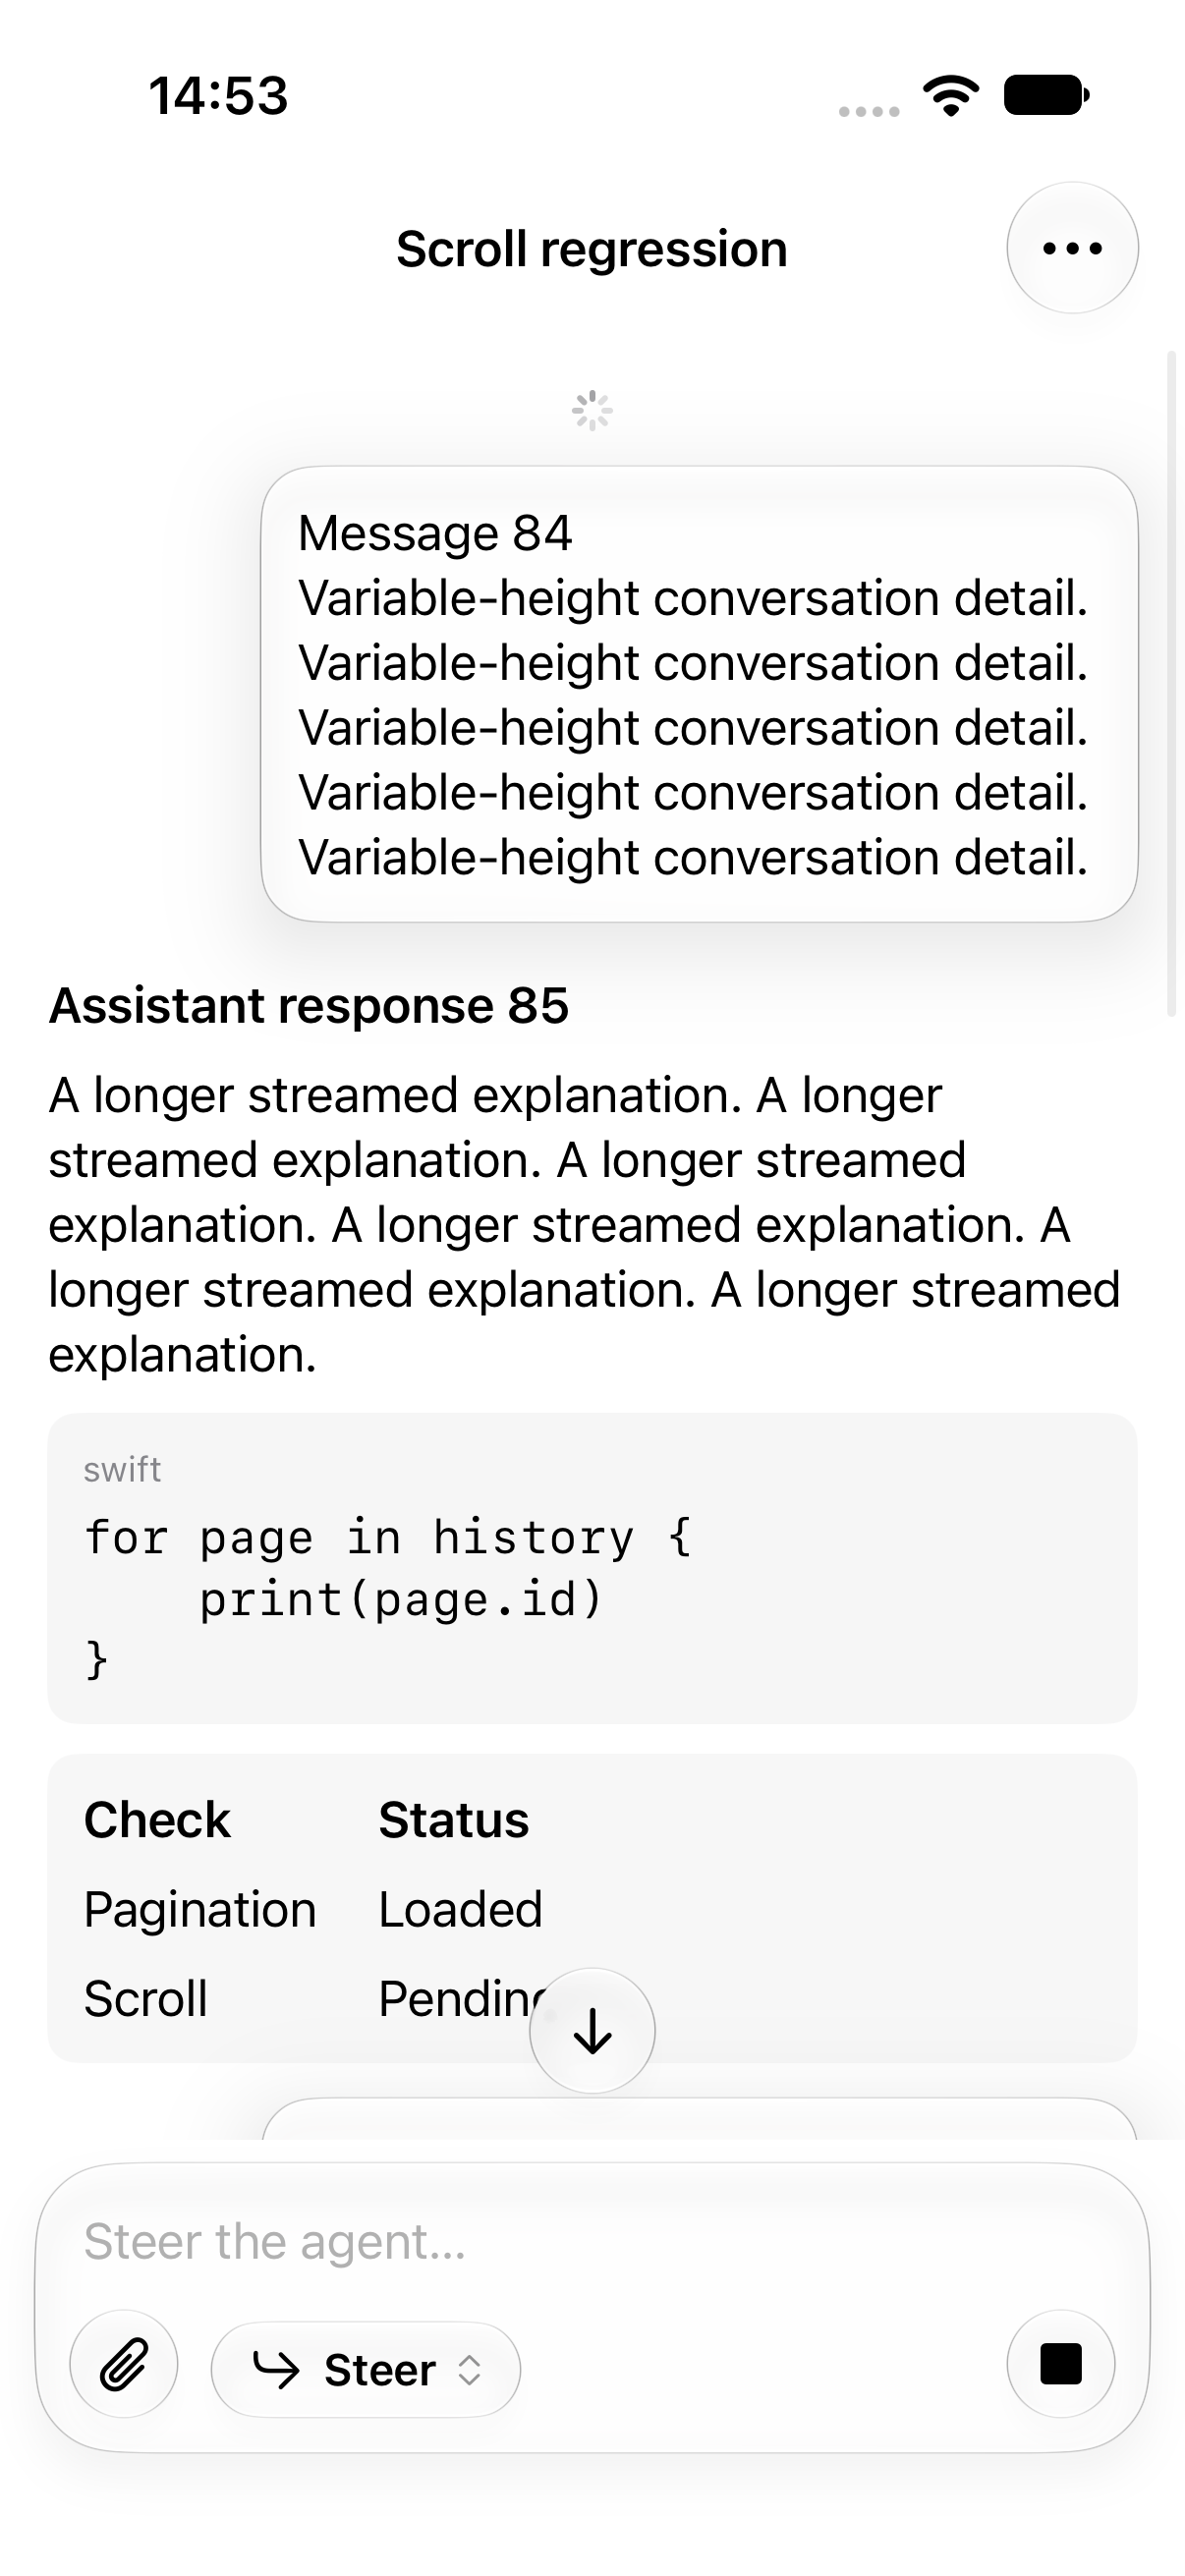 14:53
Scroll regression
Message 84
Variable-height conversation detail.
Variable-height conversation detail.
Variable-height conversation detail.
Variable-height conversation detail.
Variable-height conversation detail.
Assistant response 85
A longer streamed explanation. A longer
streamed explanation. A longer streamed
explanation. A longer streamed explanation. A
longer streamed explanation. A longer streamed
explanation.
swift
for page in history {
    print(page.id)
}
Check Status
Pagination Loaded
Scroll Pending
Steer the agent...
Steer